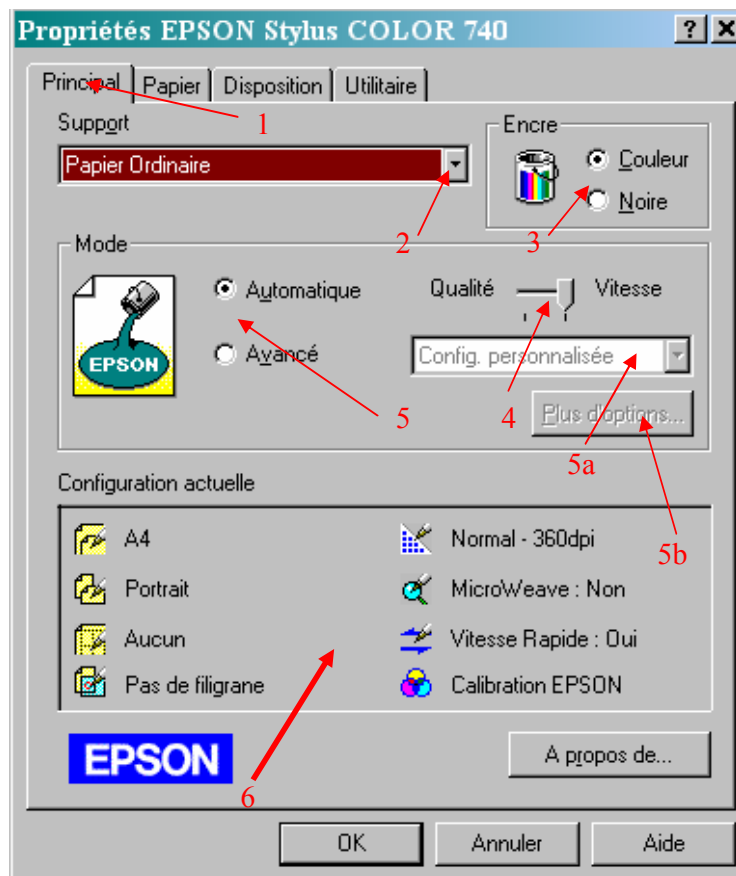 Propriétés EPSON Stylus COLOR 740 ? X
Principal Papier Disposition Utilitaire
1
Support
Encre
Papier Ordinaire
Couleur
Noire
2
3
Mode
Automatique
Qualité Vitesse
EPSON
Avancé
Config. personnalisée
5
4
Plus d'options...
5a
Configuration actuelle
5b
A4
Normal - 360dpi
Portrait
MicroWeave : Non
Aucun
Vitesse Rapide : Oui
Pas de filigrane
Calibration EPSON
EPSON
A propos de...
6
OK Annuler Aide